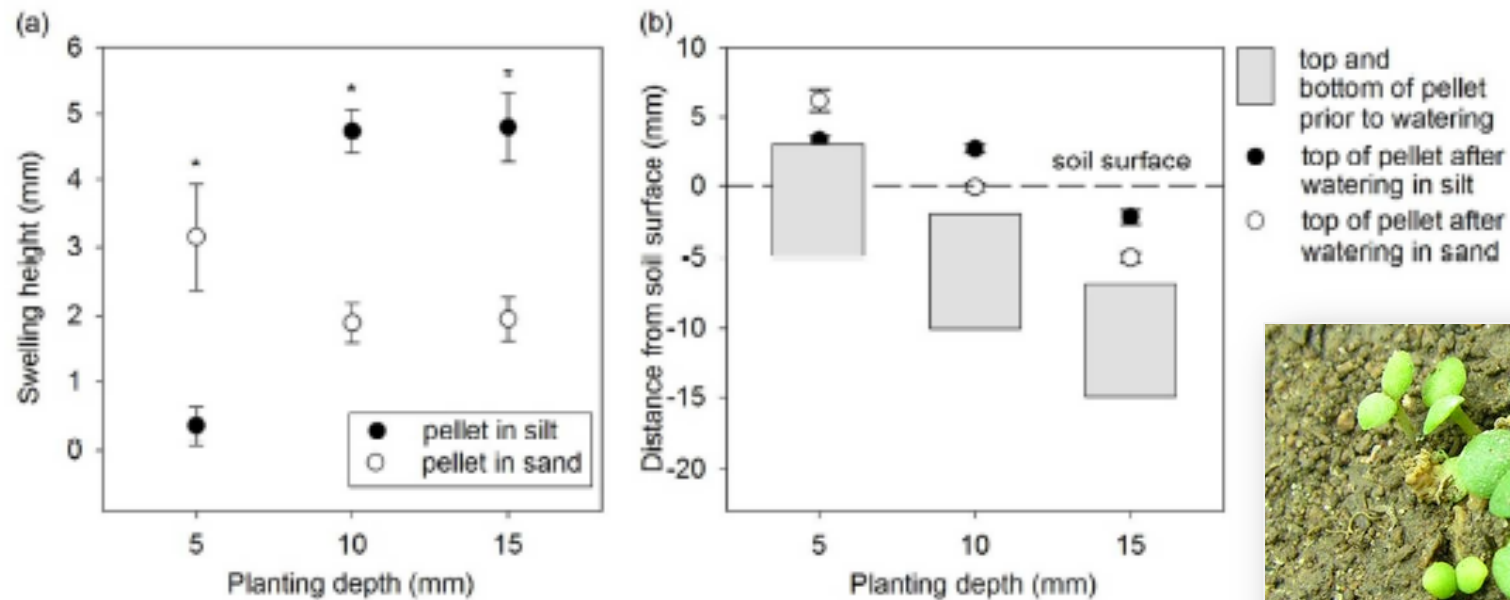 (a)
6
5
4
3
2
1
0
Swelling height (mm)
*
*
*
pellet in silt
pellet in sand
5
10
15
Planting depth (mm)
(b)
10
5
0
-5
-10
-15
-20
Distance from soil surface (mm)
soil surface
5
10
15
Planting depth (mm)
top and
bottom of pellet
prior to watering
top of pellet after
watering in silt
top of pellet after
watering in sand